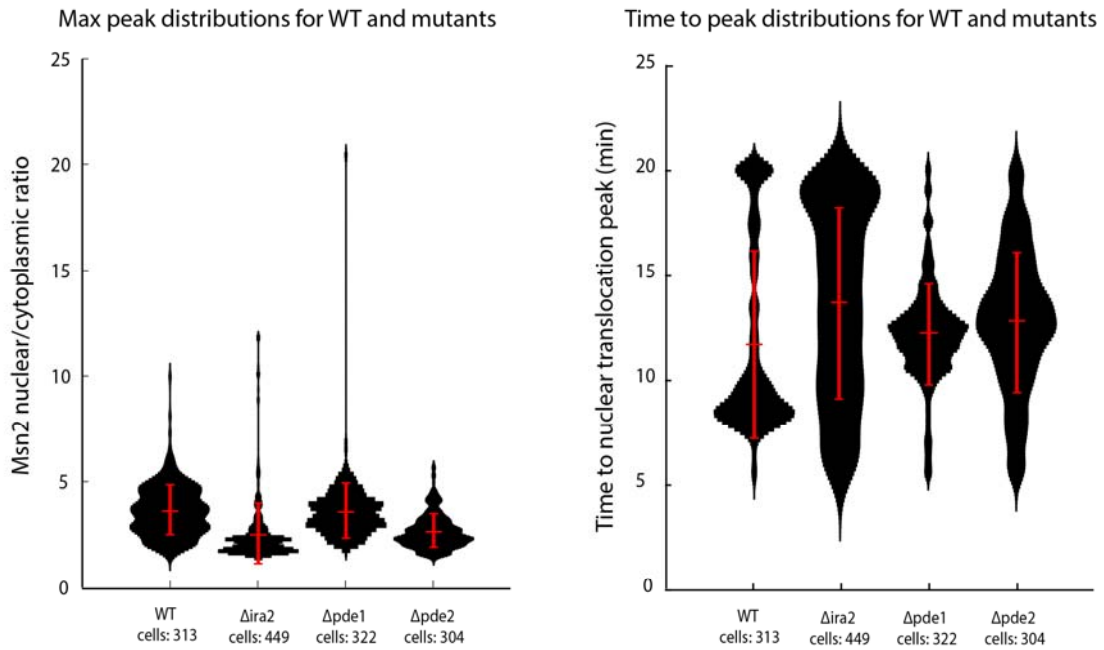 Max peak distributions for WT and mutants
Msn2 nuclear/cytoplasmic ratio
25
20
15
10
5
0
WT
cells: 313
Δira2
cells: 449
Δpde1
cells: 322
Δpde2
cells: 304
Time to peak distributions for WT and mutants
Time to nuclear translocation peak (min)
25
20
15
10
5
0
WT
cells: 313
Δira2
cells: 449
Δpde1
cells: 322
Δpde2
cells: 304